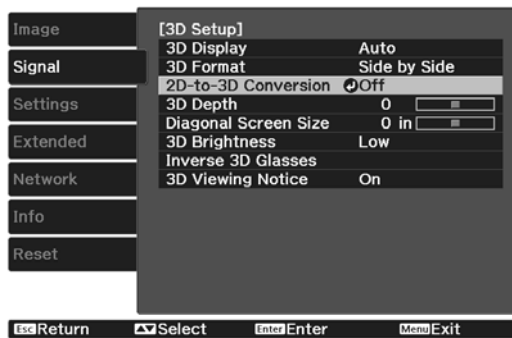 Image
Signal
Settings
Extended
Network
Info
Reset
[3D Setup]
3D Display Auto
3D Format Side by Side
2D-to-3D Conversion Off
3D Depth 0
Diagonal Screen Size 0 in
3D Brightness Low
Inverse 3D Glasses
3D Viewing Notice On
Esc Return Select Enter Enter Menu Exit